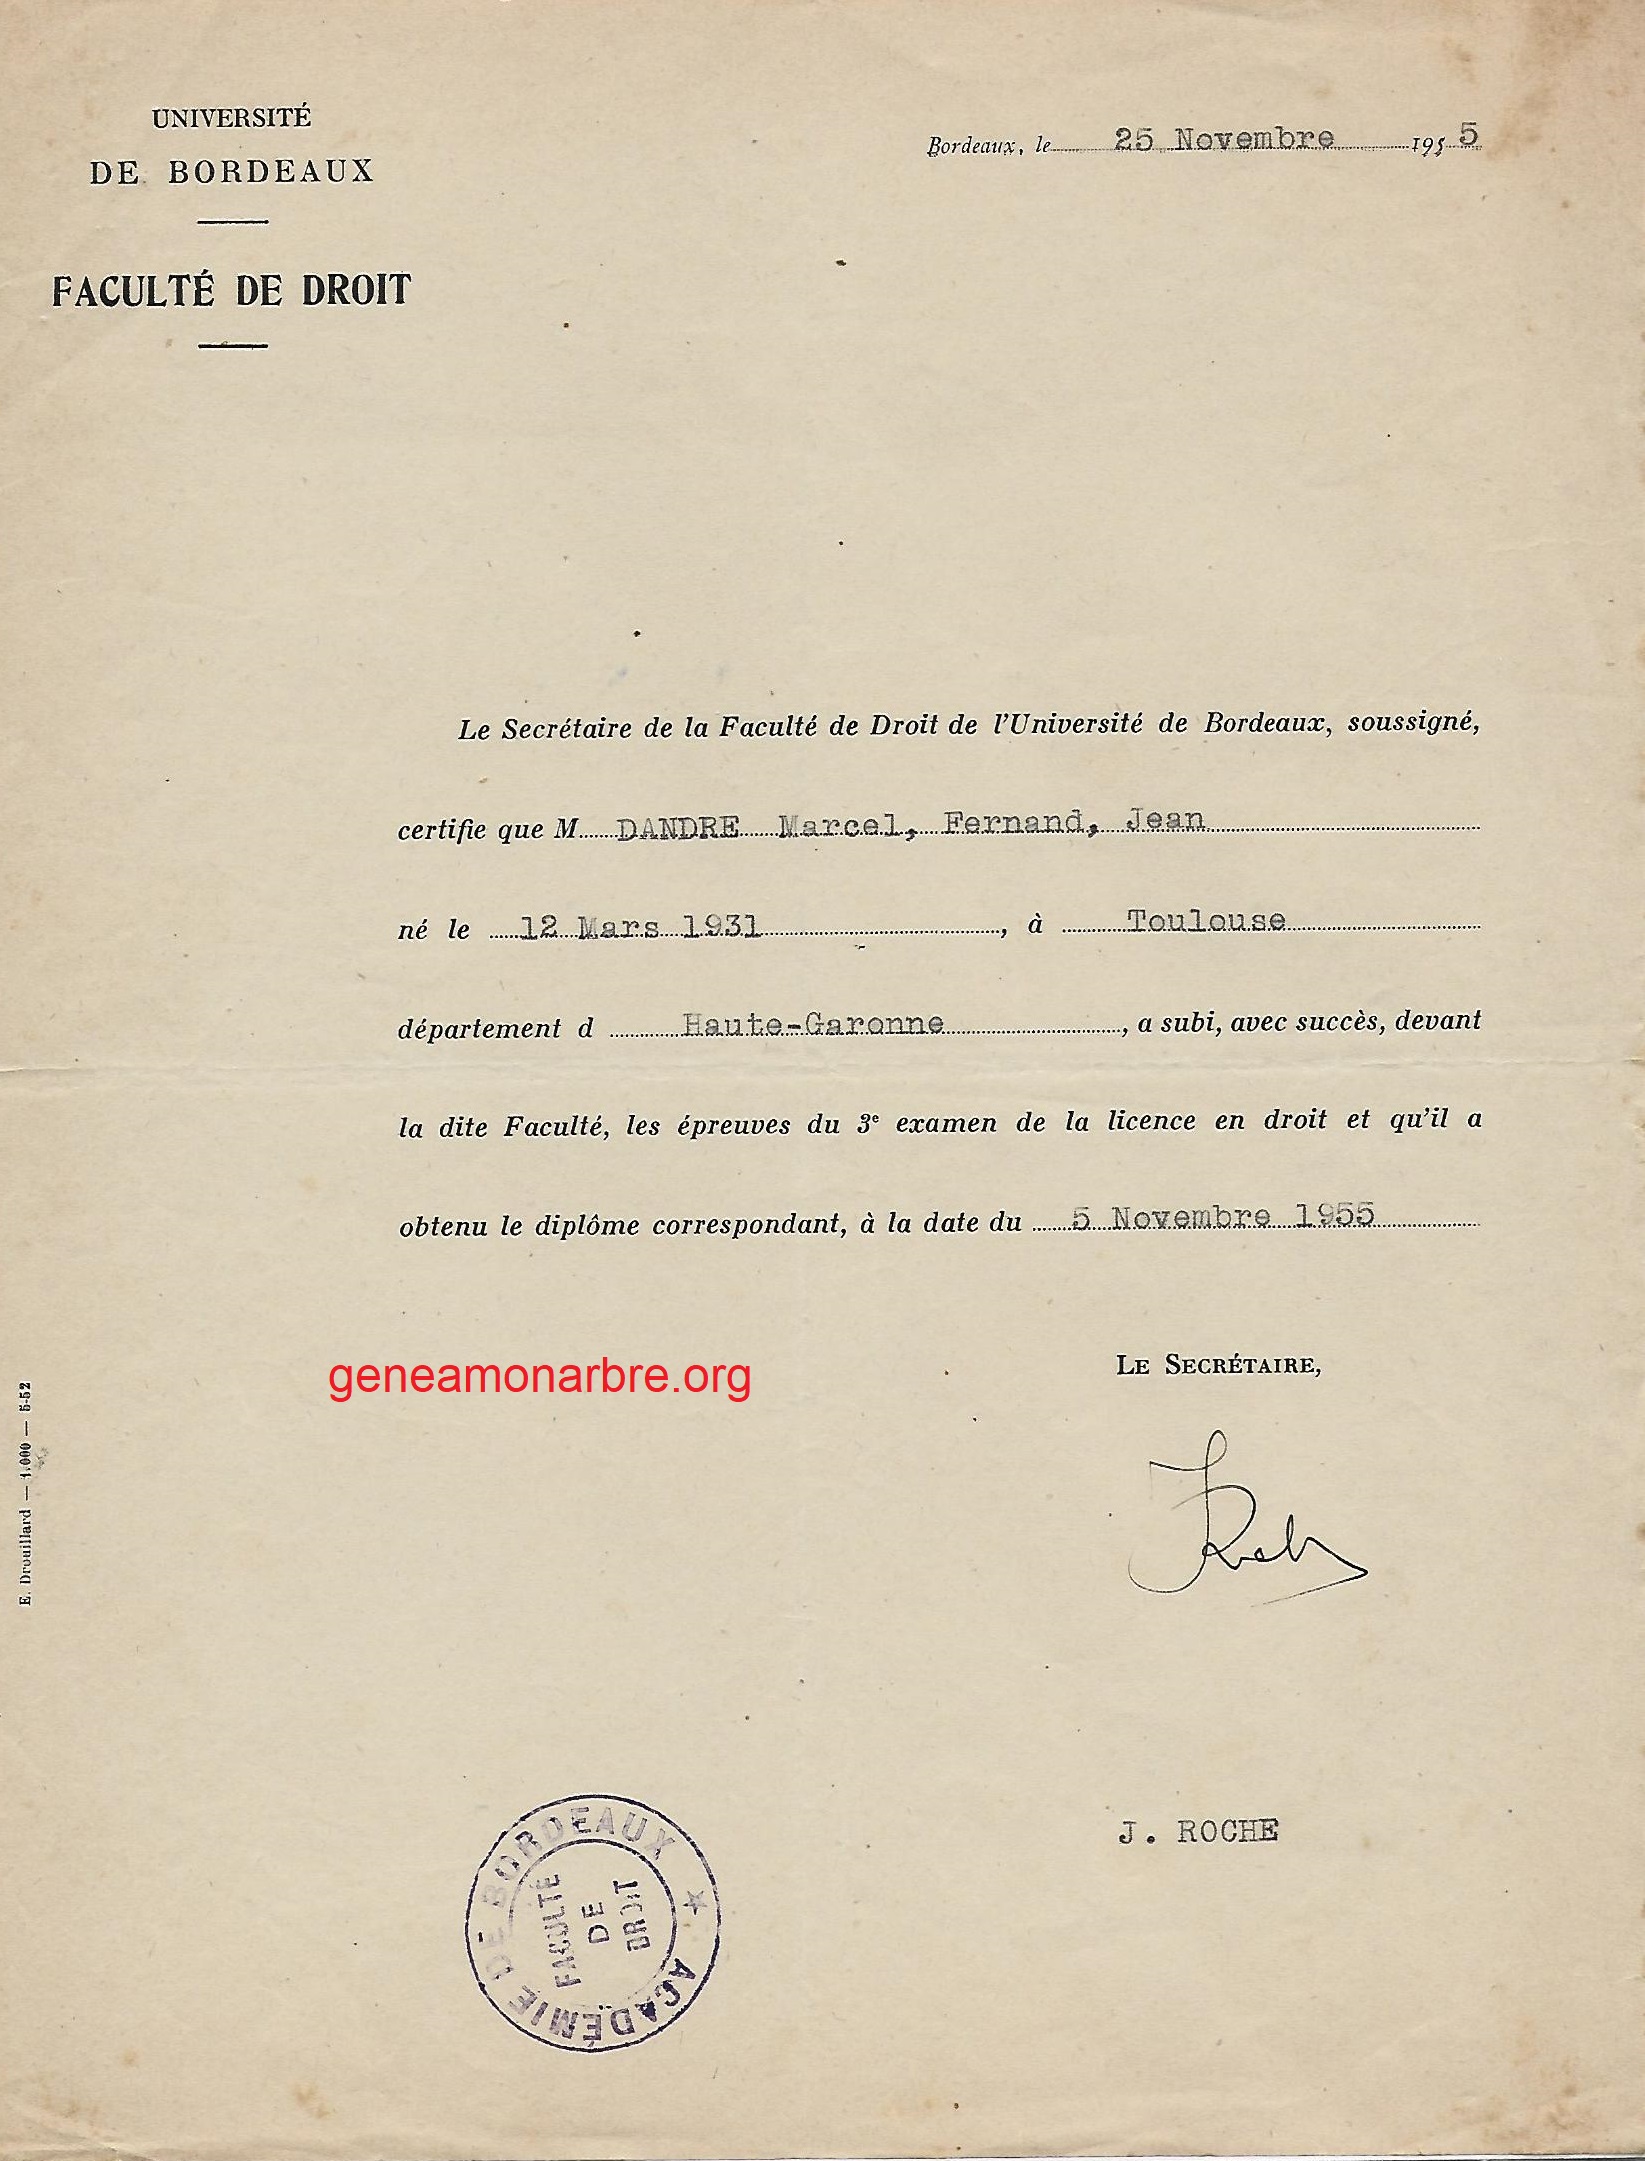 UNIVERSITÉ
DE BORDEAUX
FACULTÉ DE DROIT
Bordeaux, le 25 Novembre 1955
Le Secrétaire de la Faculté de Droit de l'Université de Bordeaux, soussigné,
certifie que M DANDRE Marcel, Fernand, Jean
né le 12 Mars 1931, à Toulouse
département d Haute-Garonne, a subi, avec succès, devant
la dite Faculté, les épreuves du 3e examen de la licence en droit et qu'il a
obtenu le diplôme correspondant, à la date du 5 Novembre 1955
geneamonarbre.org
LE SECRÉTAIRE,
JRoche
J. ROCHE
ACADÉMIE DE BORDEAUX
FACULTÉ
DE
DROIT
E. Drouillard — 1.000 — 5-52